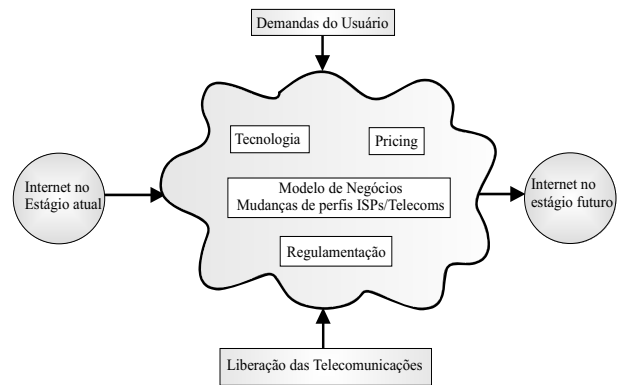 Demandas do Usuário
Tecnologia
Pricing
Internet no
Estágio atual
Modelo de Negócios
Mudanças de perfis ISPs/Telecoms
Internet no
estágio futuro
Regulamentação
Liberação das Telecomunicações